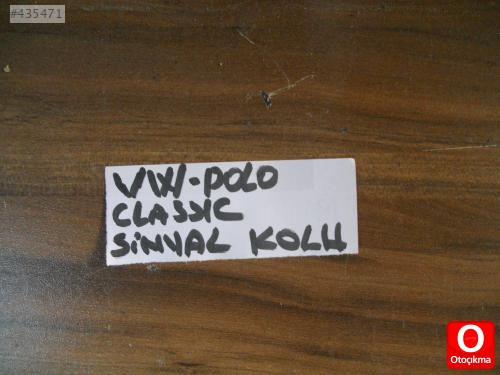 #435471
VW-POLO
CLASSIC
SiNYAL KOLU
Otoçıkma